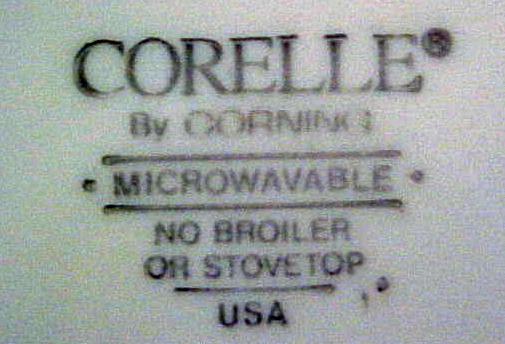 CORELLE®
By CORNING
• MICROWAVABLE •
NO BROILER
OR STOVETOP
USA